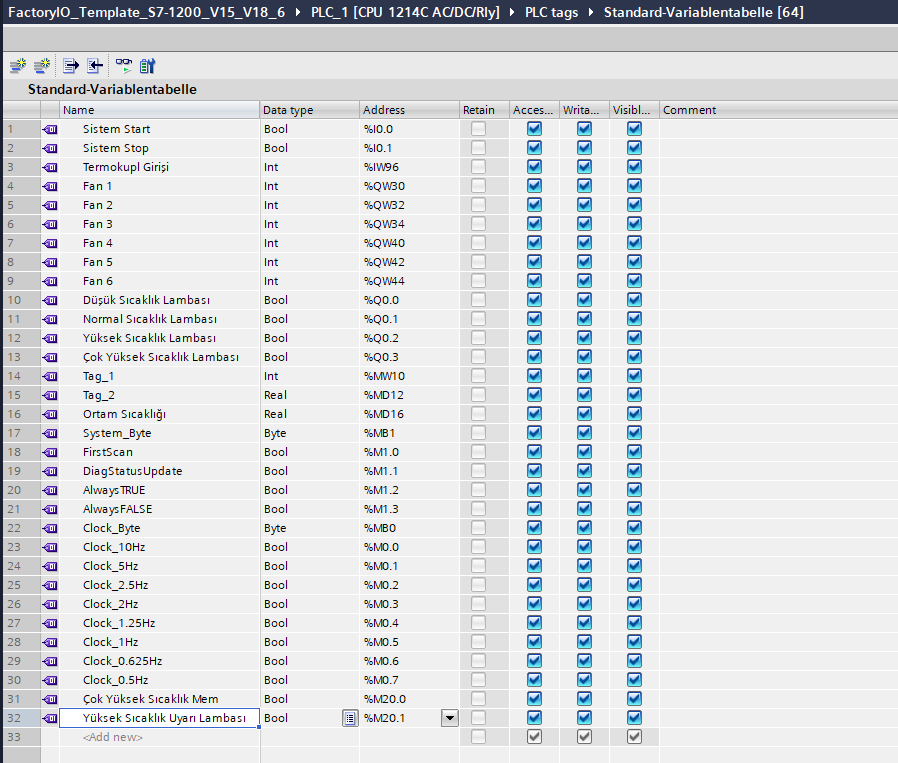 FactoryIO_Template_S7-1200_V15_V18_6 ▸ PLC_1 [CPU 1214C AC/DC/Rly] ▸ PLC tags ▸ Standard-Variablentabelle [64]
Standard-Variablentabelle
Name Data type Address Retain Acces... Writa... Visibl... Comment
1 Sistem Start Bool %I0.0
2 Sistem Stop Bool %I0.1
3 Termokupl Girişi Int %IW96
4 Fan 1 Int %QW30
5 Fan 2 Int %QW32
6 Fan 3 Int %QW34
7 Fan 4 Int %QW40
8 Fan 5 Int %QW42
9 Fan 6 Int %QW44
10 Düşük Sıcaklık Lambası Bool %Q0.0
11 Normal Sıcaklık Lambası Bool %Q0.1
12 Yüksek Sıcaklık Lambası Bool %Q0.2
13 Çok Yüksek Sıcaklık Lambası Bool %Q0.3
14 Tag_1 Int %MW10
15 Tag_2 Real %MD12
16 Ortam Sıcaklığı Real %MD16
17 System_Byte Byte %MB1
18 FirstScan Bool %M1.0
19 DiagStatusUpdate Bool %M1.1
20 AlwaysTRUE Bool %M1.2
21 AlwaysFALSE Bool %M1.3
22 Clock_Byte Byte %MB0
23 Clock_10Hz Bool %M0.0
24 Clock_5Hz Bool %M0.1
25 Clock_2.5Hz Bool %M0.2
26 Clock_2Hz Bool %M0.3
27 Clock_1.25Hz Bool %M0.4
28 Clock_1Hz Bool %M0.5
29 Clock_0.625Hz Bool %M0.6
30 Clock_0.5Hz Bool %M0.7
31 Çok Yüksek Sıcaklık Mem Bool %M20.0
32 Yüksek Sıcaklık Uyarı Lambası Bool %M20.1
33 <Add new>